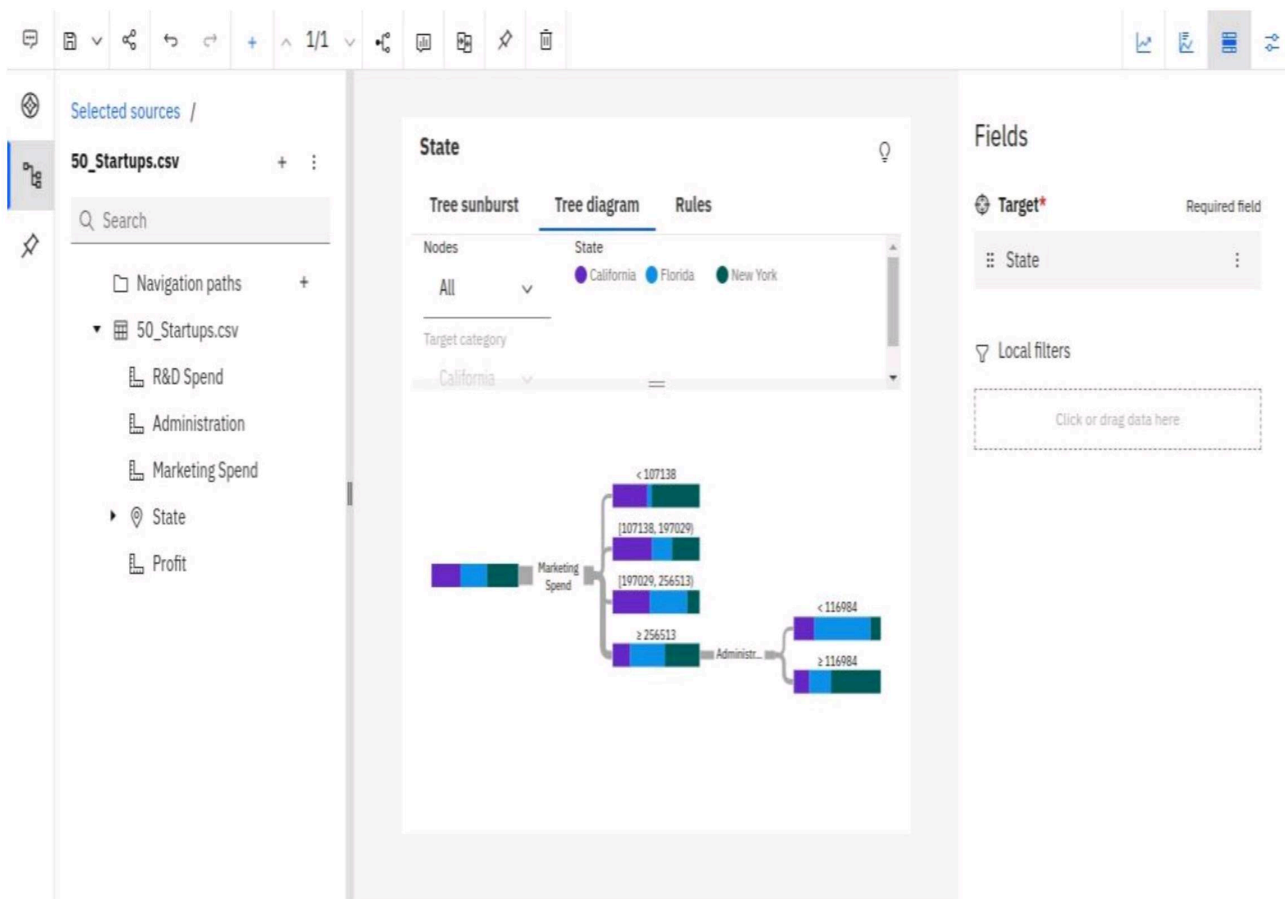 1/1
Selected sources /
50_Startups.csv
Search
Navigation paths
50_Startups.csv
R&D Spend
Administration
Marketing Spend
State
Profit
State
Tree sunburst Tree diagram Rules
Nodes State
All California Florida New York
Target category
California
< 107138
[107138, 197029)
Marketing
Spend
[197029, 256513)
≥ 256513
Administr...
< 116984
≥ 116984
Fields
Target* Required field
State
Local filters
Click or drag data here